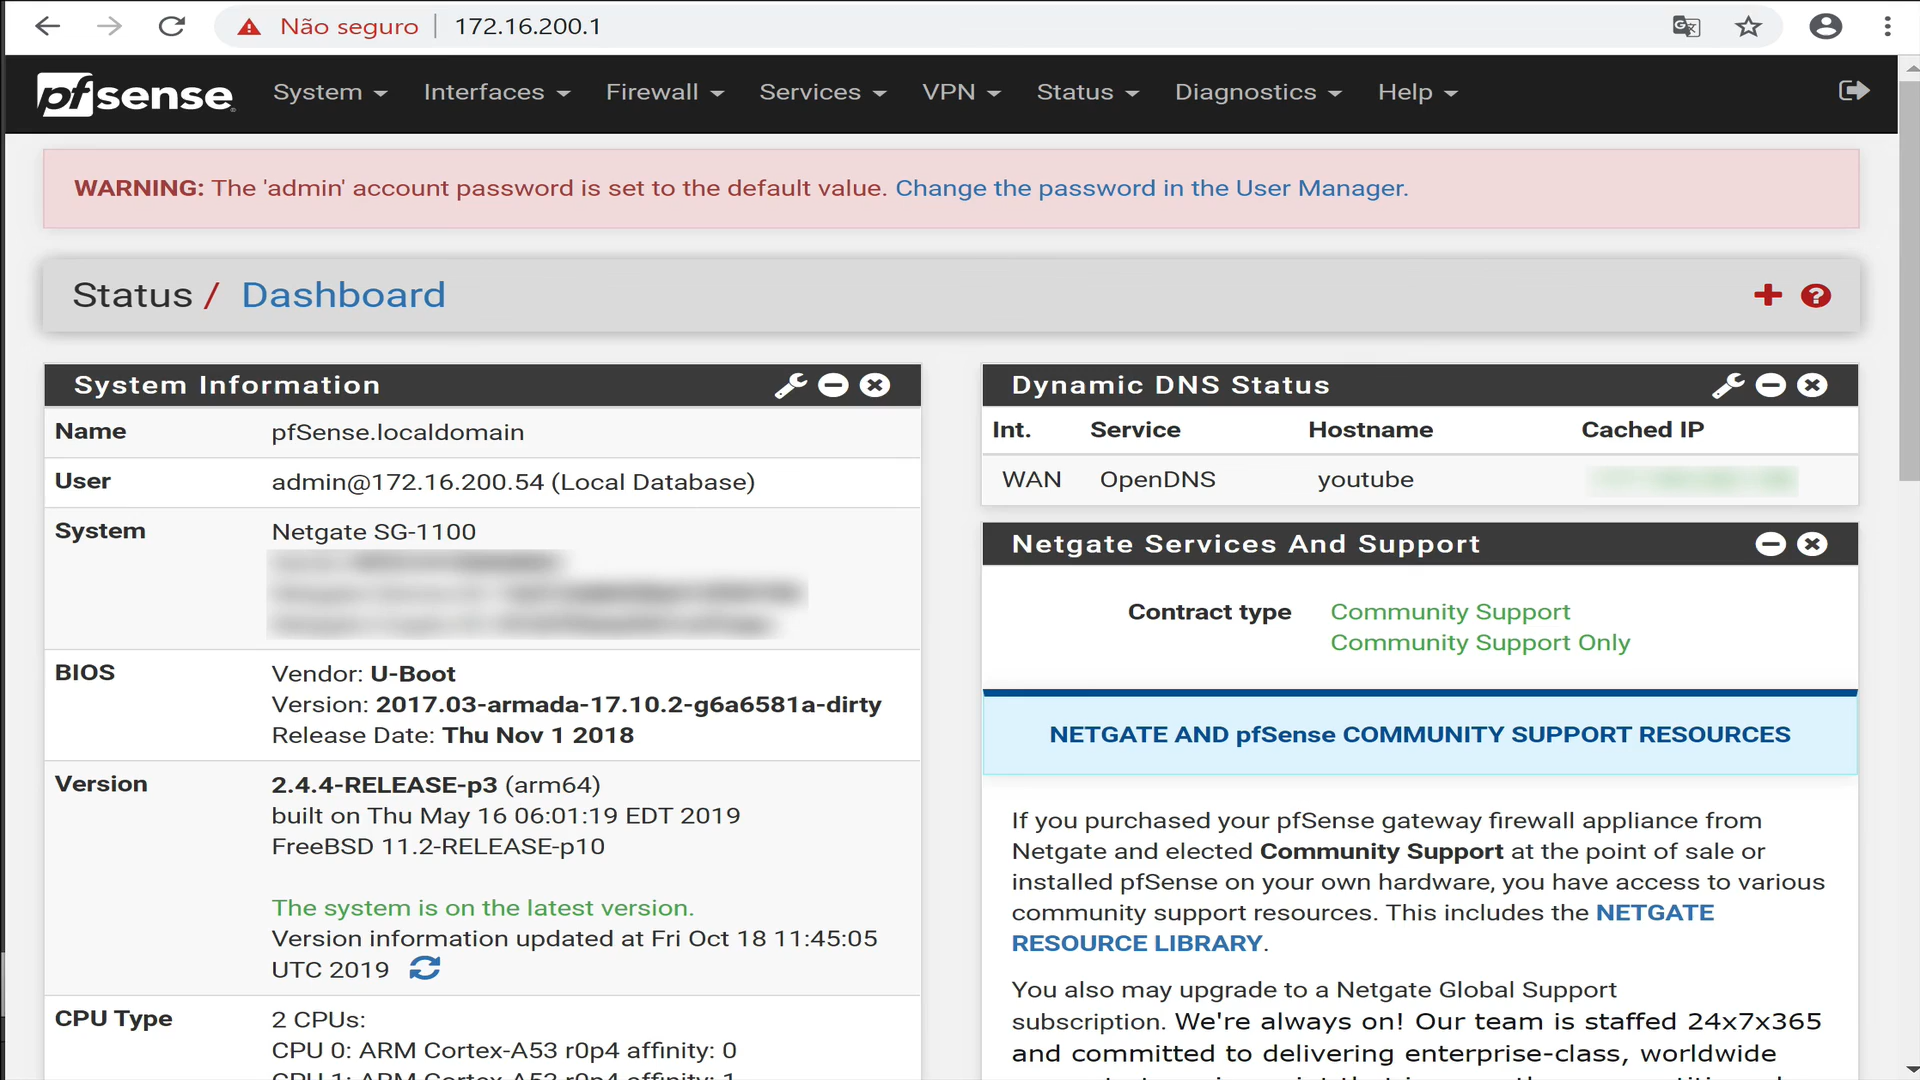 Não seguro
172.16.200.1
pfsense
System
Interfaces
Firewall
Services
VPN
Status
Diagnostics
Help
WARNING: The 'admin' account password is set to the default value. Change the password in the User Manager.
Status / Dashboard
System Information
Name pfSense.localdomain
User admin@172.16.200.54 (Local Database)
System Netgate SG-1100
BIOS Vendor: U-Boot
Version: 2017.03-armada-17.10.2-g6a6581a-dirty
Release Date: Thu Nov 1 2018
Version 2.4.4-RELEASE-p3 (arm64)
built on Thu May 16 06:01:19 EDT 2019
FreeBSD 11.2-RELEASE-p10
The system is on the latest version.
Version information updated at Fri Oct 18 11:45:05
UTC 2019
CPU Type 2 CPUs:
CPU 0: ARM Cortex-A53 r0p4 affinity: 0
CPU 1: ARM Cortex-A53 r0p4 affinity: 1
Dynamic DNS Status
Int. Service Hostname Cached IP
WAN OpenDNS youtube
Netgate Services And Support
Contract type Community Support
Community Support Only
NETGATE AND pfSense COMMUNITY SUPPORT RESOURCES
If you purchased your pfSense gateway firewall appliance from
Netgate and elected Community Support at the point of sale or
installed pfSense on your own hardware, you have access to various
community support resources. This includes the NETGATE
RESOURCE LIBRARY.
You also may upgrade to a Netgate Global Support
subscription. We're always on! Our team is staffed 24x7x365
and committed to delivering enterprise-class, worldwide